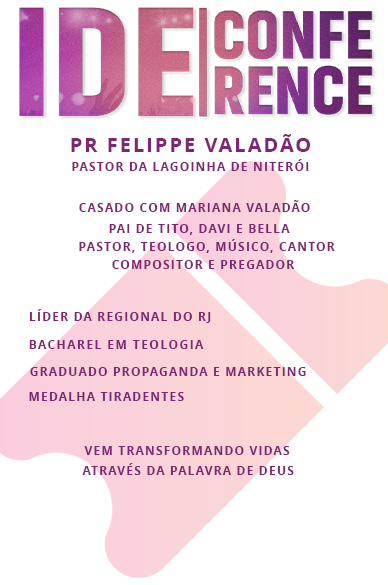 IDE CONFE
RENCE
PR FELIPPE VALADÃO
PASTOR DA LAGOINHA DE NITERÓI
CASADO COM MARIANA VALADÃO
PAI DE TITO, DAVI E BELLA
PASTOR, TEOLOGO, MÚSICO, CANTOR
COMPOSITOR E PREGADOR
LÍDER DA REGIONAL DO RJ
BACHAREL EM TEOLOGIA
GRADUADO PROPAGANDA E MARKETING
MEDALHA TIRADENTES
VEM TRANSFORMANDO VIDAS
ATRAVÉS DA PALAVRA DE DEUS